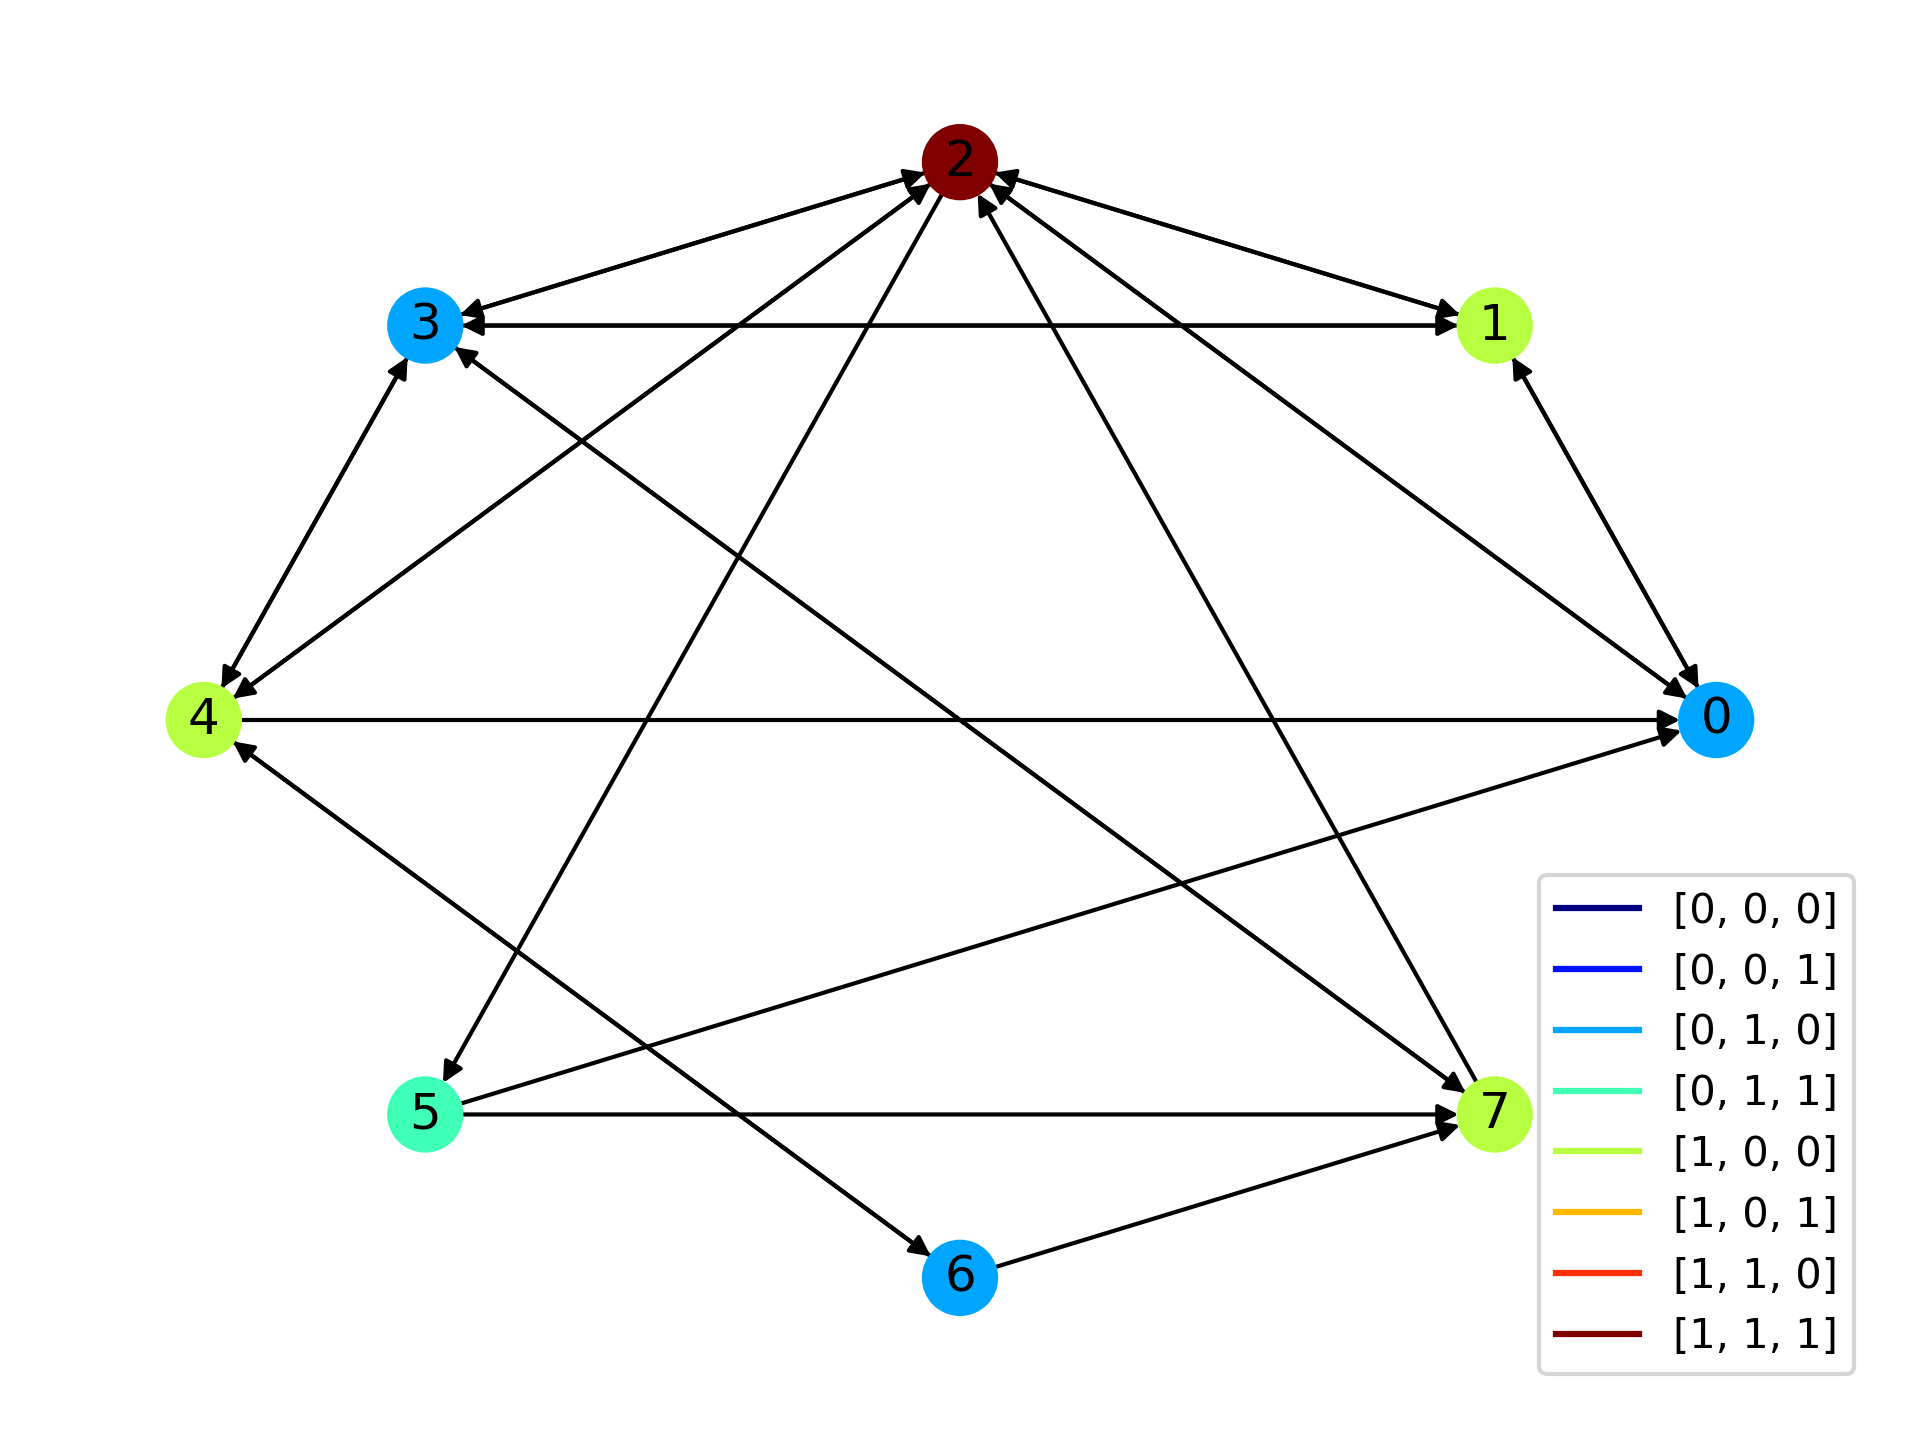 2
3
1
4
0
5
7
6
[0, 0, 0]
[0, 0, 1]
[0, 1, 0]
[0, 1, 1]
[1, 0, 0]
[1, 0, 1]
[1, 1, 0]
[1, 1, 1]